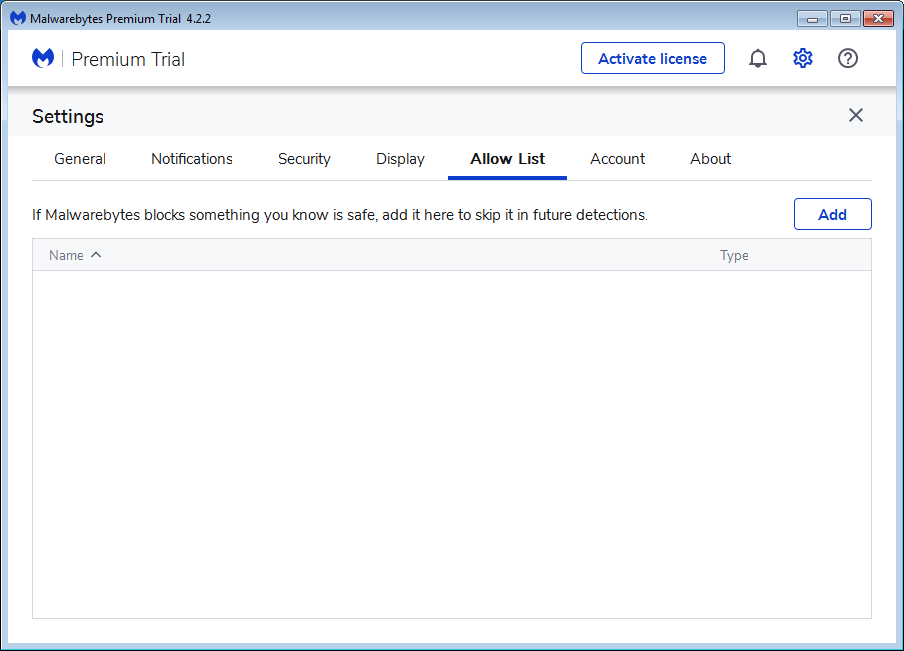 Malwarebytes Premium Trial 4.2.2
Premium Trial
Activate license
Settings
General Notifications Security Display Allow List Account About
If Malwarebytes blocks something you know is safe, add it here to skip it in future detections.
Add
Name Type